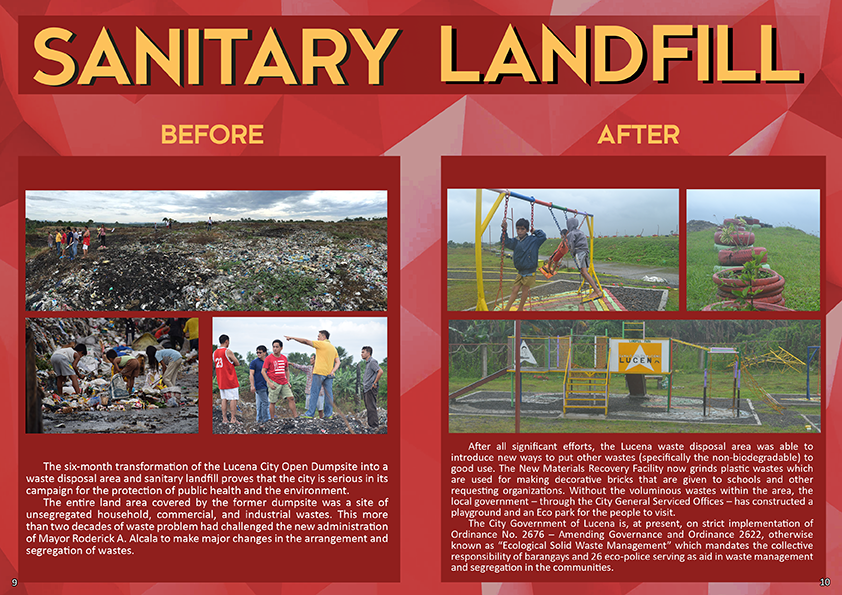 SANITARY LANDFILL
BEFORE
The six-month transformation of the Lucena City Open Dumpsite into a
waste disposal area and sanitary landfill proves that the city is serious in its
campaign for the protection of public health and the environment.
The entire land area covered by the former dumpsite was a site of
unsegregated household, commercial, and industrial wastes. This more
than two decades of waste problem had challenged the new administration
of Mayor Roderick A. Alcala to make major changes in the arrangement and
segregation of wastes.
23
9
AFTER
LUCENA
After all significant efforts, the Lucena waste disposal area was able to
introduce new ways to put other wastes (specifically the non-biodegradable) to
good use. The New Materials Recovery Facility now grinds plastic wastes which
are used for making decorative bricks that are given to schools and other
requesting organizations. Without the voluminous wastes within the area, the
local government – through the City General Serviced Offices – has constructed a
playground and an Eco park for the people to visit.
The City Government of Lucena is, at present, on strict implementation of
Ordinance No. 2676 – Amending Governance and Ordinance 2622, otherwise
known as “Ecological Solid Waste Management” which mandates the collective
responsibility of barangays and 26 eco-police serving as aid in waste management
and segregation in the communities.
10